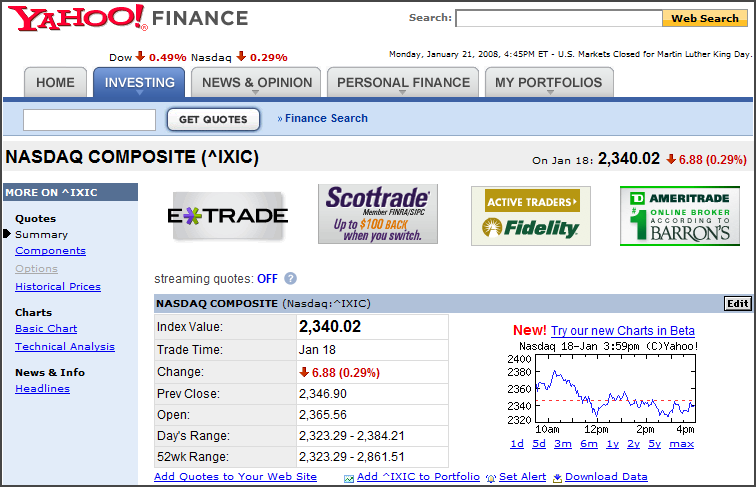 YAHOO! FINANCE
Search: Web Search
Dow 0.49% Nasdaq 0.29%
Monday, January 21, 2008, 4:45PM ET - U.S. Markets Closed for Martin Luther King Day.
HOME INVESTING NEWS & OPINION PERSONAL FINANCE MY PORTFOLIOS
GET QUOTES » Finance Search
NASDAQ COMPOSITE (^IXIC) On Jan 18: 2,340.02 6.88 (0.29%)
MORE ON ^IXIC
Quotes
Summary
Components
Options
Historical Prices
Charts
Basic Chart
Technical Analysis
News & Info
Headlines
E*TRADE
Scottrade
Member FINRA/SIPC
Up to $100 BACK
when you switch.
ACTIVE TRADERS
Fidelity
TD AMERITRADE
#1 ONLINE BROKER
ACCORDING TO
BARRON'S
streaming quotes: OFF ?
NASDAQ COMPOSITE (Nasdaq:^IXIC) Edit
Index Value: 2,340.02
Trade Time: Jan 18
Change: 6.88 (0.29%)
Prev Close: 2,346.90
Open: 2,365.56
Day's Range: 2,323.29 - 2,384.21
52wk Range: 2,323.29 - 2,861.51
New! Try our new Charts in Beta
Nasdaq 18-Jan 3:59pm (C)Yahoo!
2400
2380
2360
2340
2320
10am 12pm 2pm 4pm
1d 5d 3m 6m 1y 2y 5y max
Add Quotes to Your Web Site Add ^IXIC to Portfolio Set Alert Download Data